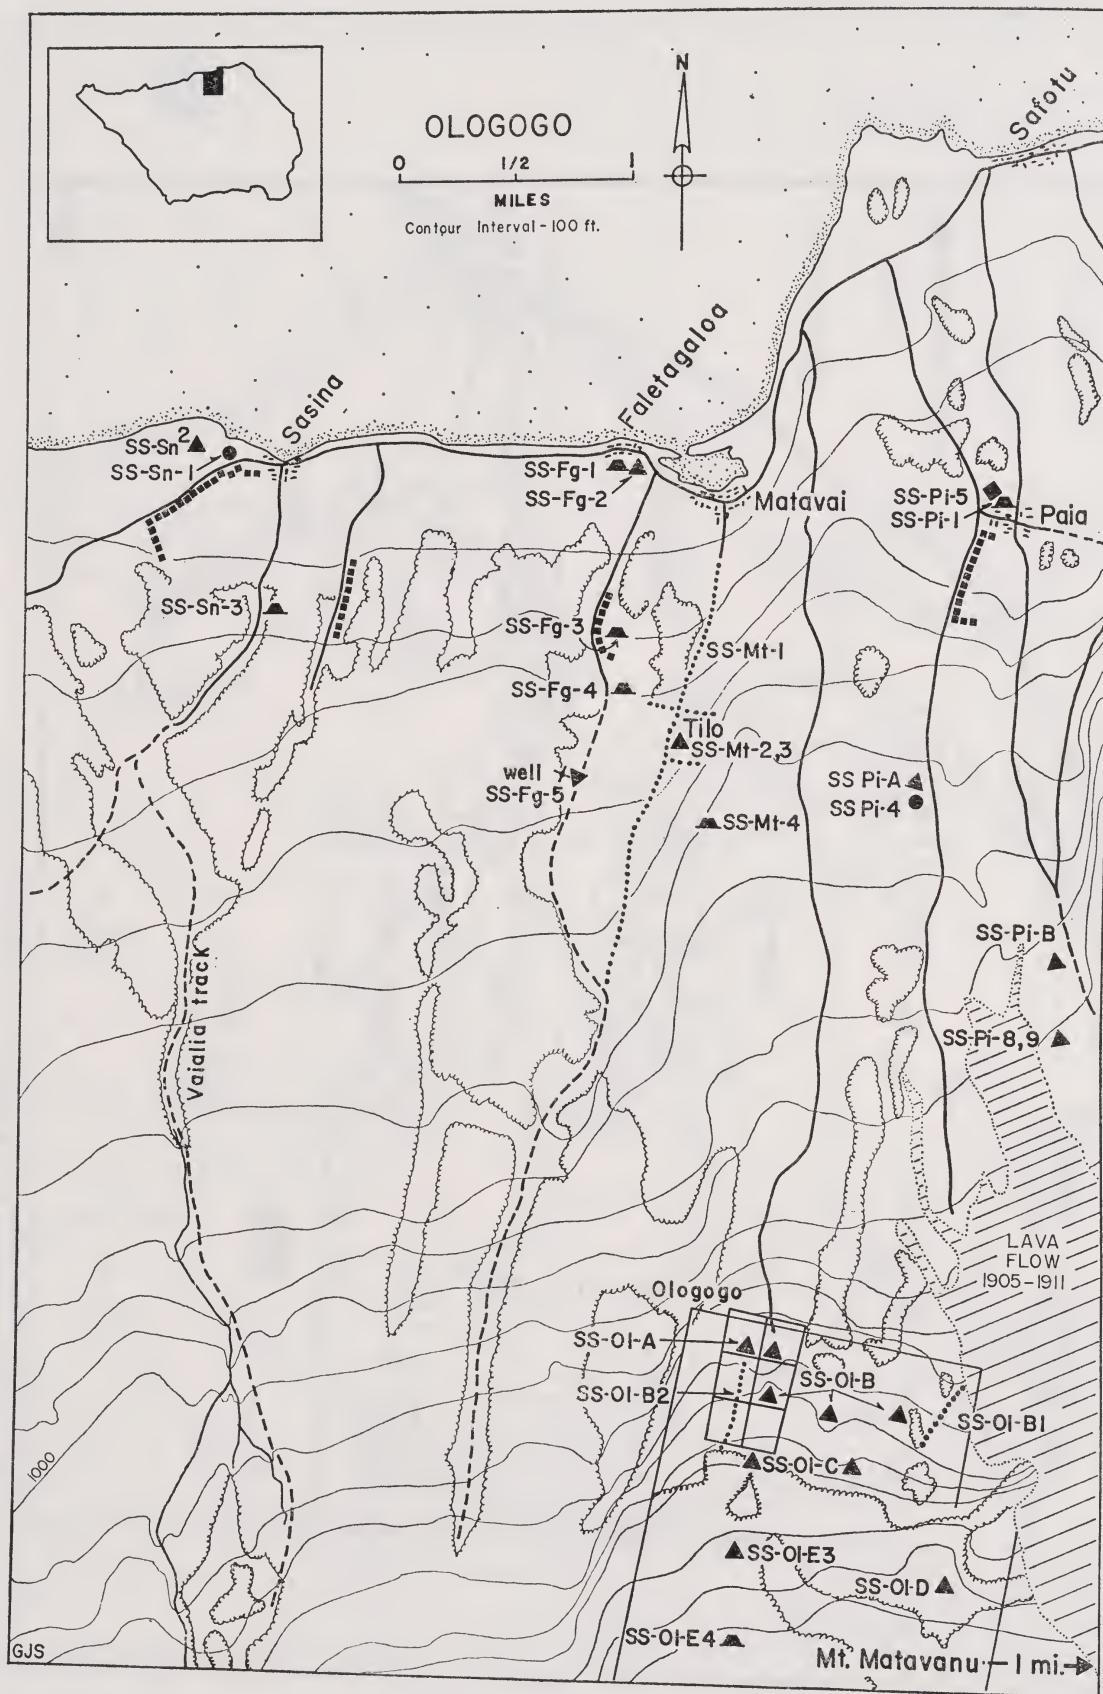 N
OLOGOGO
0 1/2 1
MILES
Contour Interval - 100 ft.
Safotu
Faletagaloa
Sasina
SS-Sn2
SS-Sn-1
SS-Fg-1
SS-Fg-2
Matavai
SS-Pi-5
SS-Pi-1
Paia
SS-Sn-3
SS-Fg-3
SS-Mt-1
SS-Fg-4
Tilo
SS-Mt-2,3
well
SS-Fg-5
SS Pi-A
SS Pi-4
SS-Mt-4
SS-Pi-B
Vaialia track
SS-Pi-8,9
LAVA
FLOW
1905-1911
Ologogo
SS-Ol-A
SS-Ol-B
SS-Ol-B2
SS-Ol-B1
SS-Ol-C
1000
SS-Ol-E3
SS-Ol-D
SS-Ol-E4
GJS
Mt. Matavanu — 1 mi.